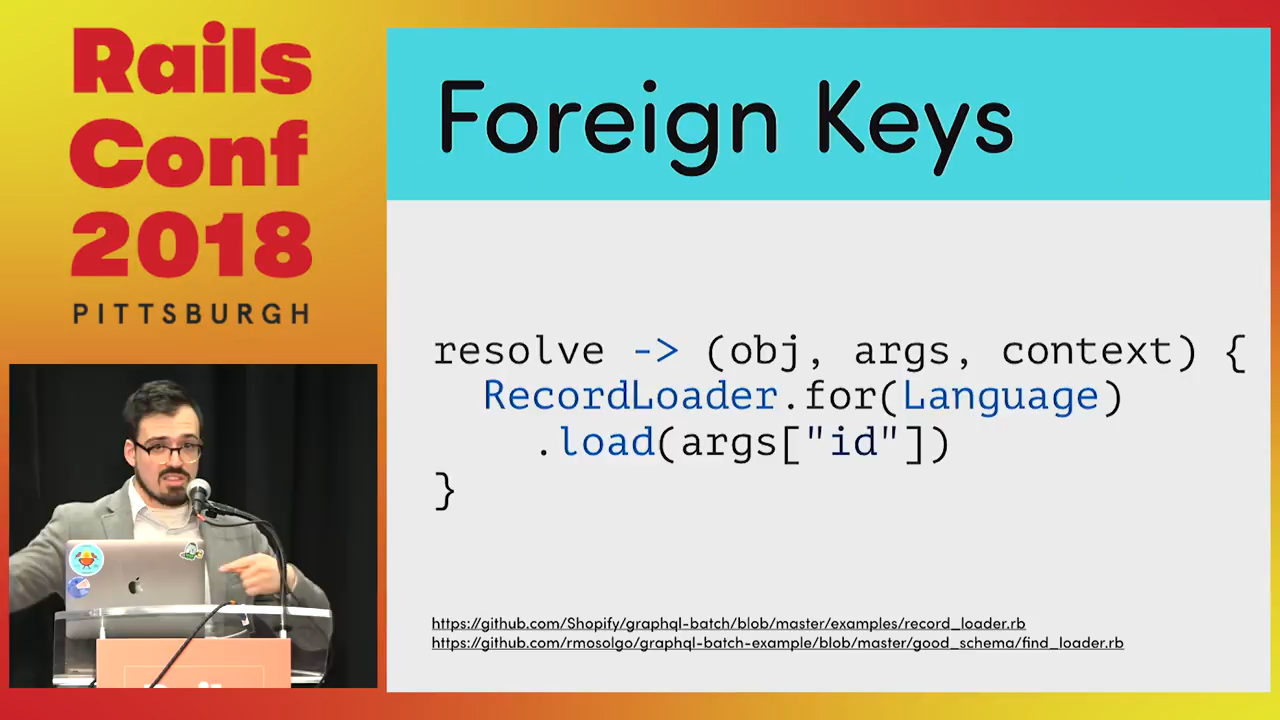 Rails
Conf
2018
PITTSBURGH
Foreign Keys
resolve -> (obj, args, context) {
RecordLoader.for(Language)
.load(args["id"])
}
https://github.com/Shopify/graphql-batch/blob/master/examples/record_loader.rb
https://github.com/rmosolgo/graphql-batch-example/blob/master/good_schema/find_loader.rb